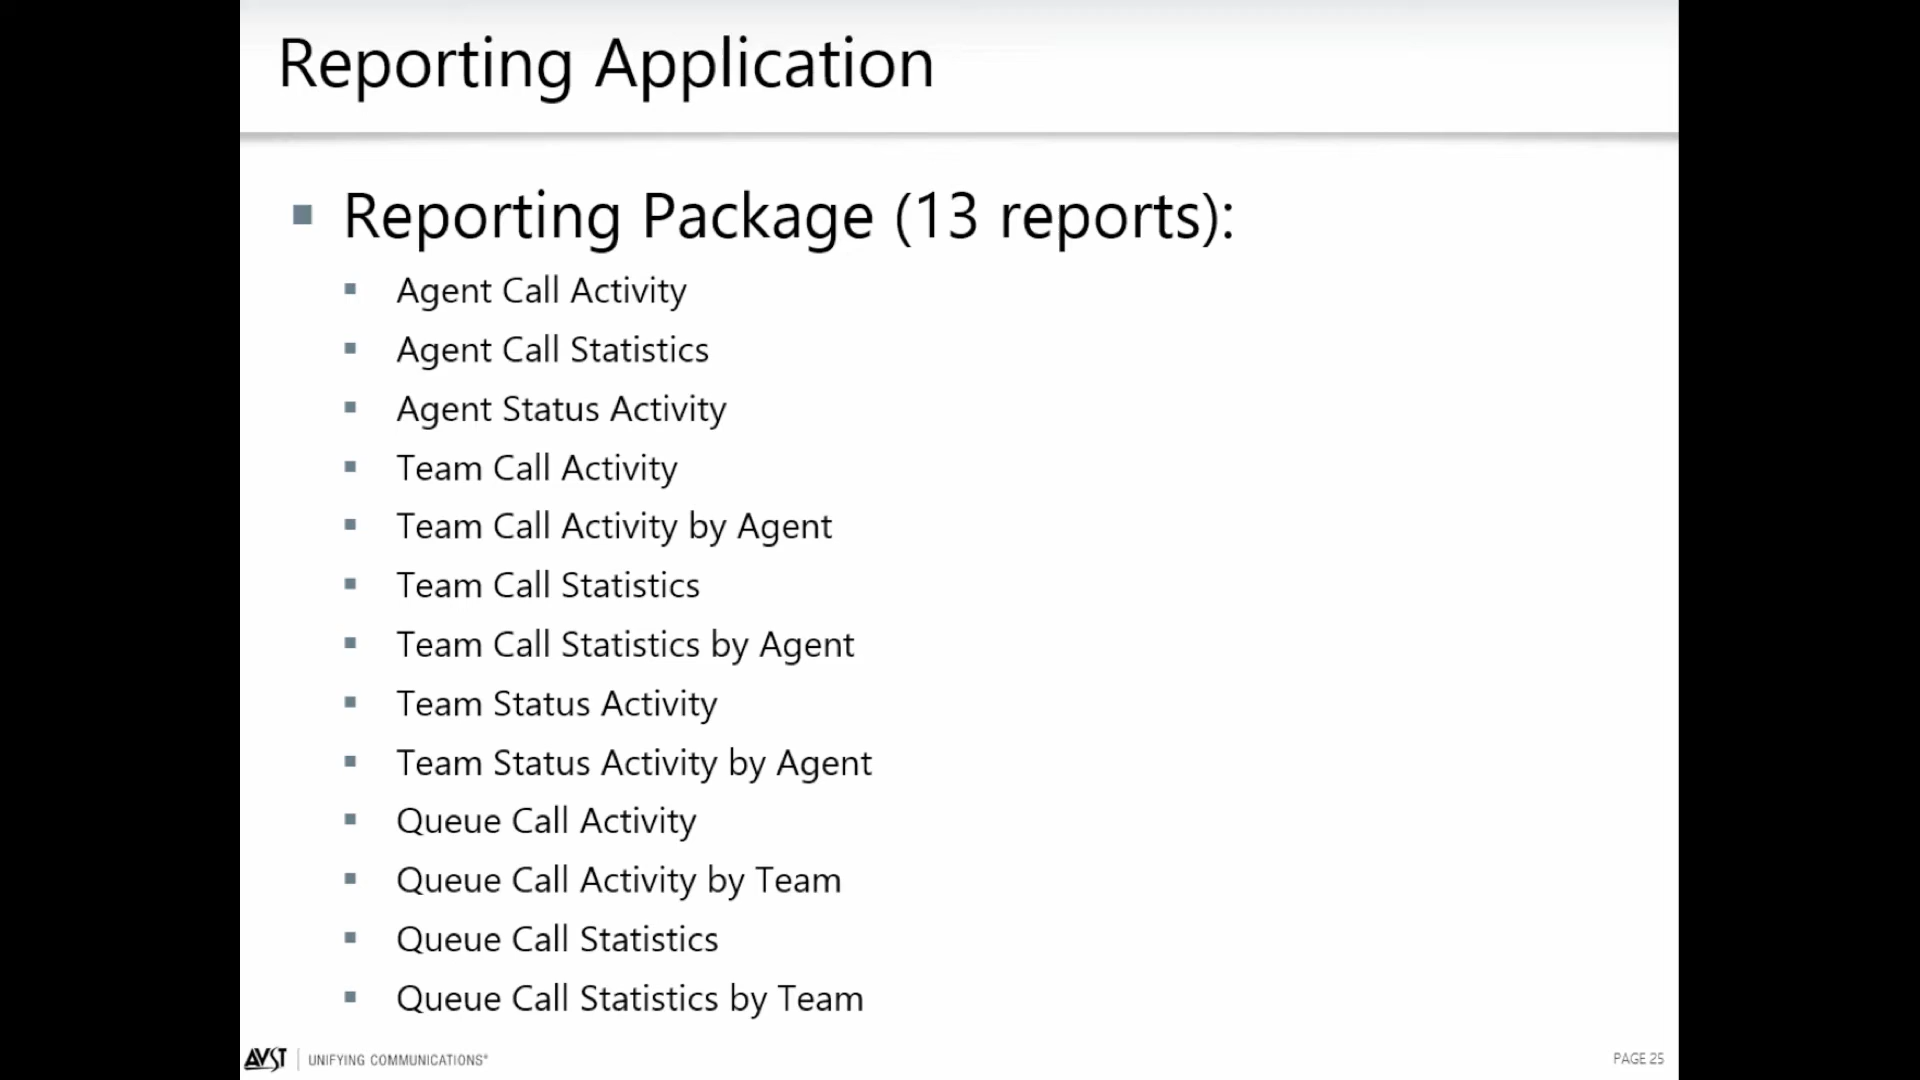 Reporting Application
Reporting Package (13 reports):
Agent Call Activity
Agent Call Statistics
Agent Status Activity
Team Call Activity
Team Call Activity by Agent
Team Call Statistics
Team Call Statistics by Agent
Team Status Activity
Team Status Activity by Agent
Queue Call Activity
Queue Call Activity by Team
Queue Call Statistics
Queue Call Statistics by Team
AVST | UNIFYING COMMUNICATIONS®
PAGE 25